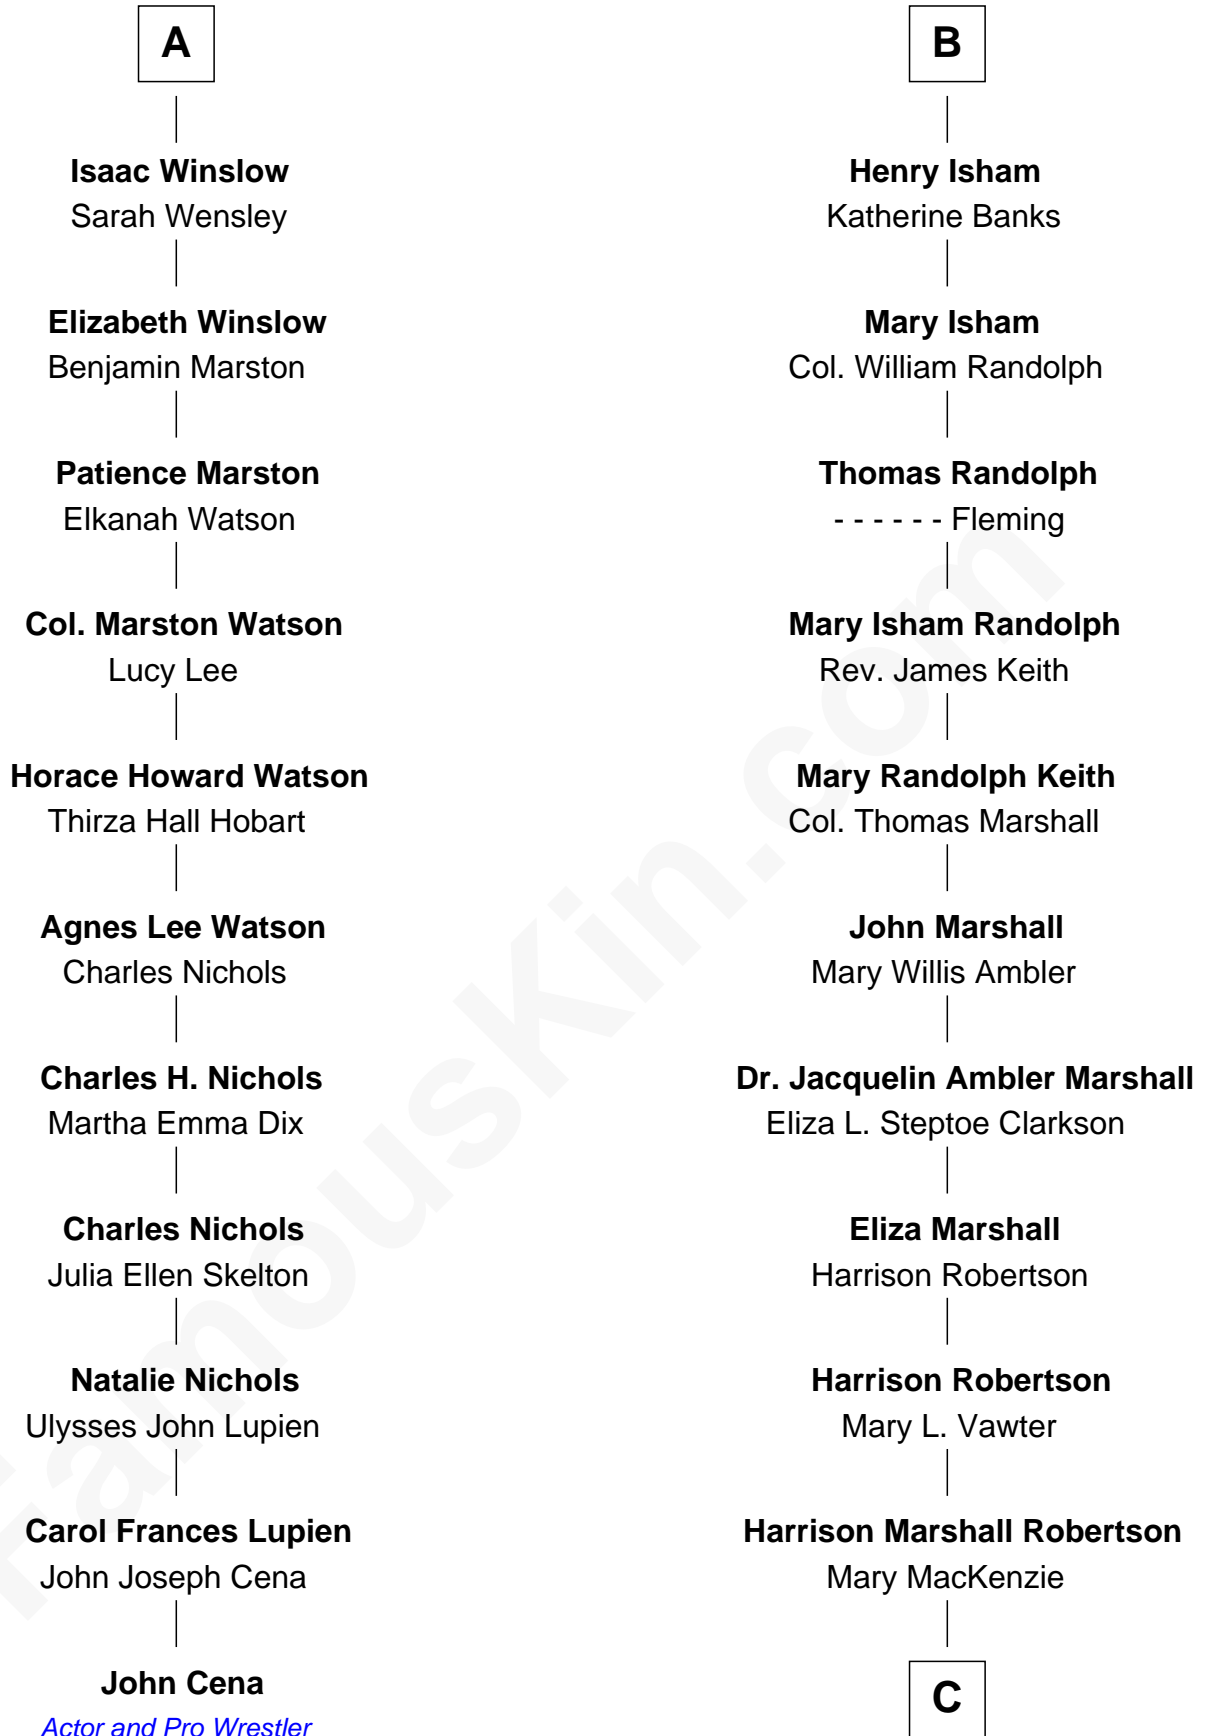 A
Isaac Winslow
Sarah Wensley
Elizabeth Winslow
Benjamin Marston
Patience Marston
Elkanah Watson
Col. Marston Watson
Lucy Lee
Horace Howard Watson
Thirza Hall Hobart
Agnes Lee Watson
Charles Nichols
Charles H. Nichols
Martha Emma Dix
Charles Nichols
Julia Ellen Skelton
Natalie Nichols
Ulysses John Lupien
Carol Frances Lupien
John Joseph Cena
John Cena
Actor and Pro Wrestler
B
Henry Isham
Katherine Banks
Mary Isham
Col. William Randolph
Thomas Randolph
- - - - - - Fleming
Mary Isham Randolph
Rev. James Keith
Mary Randolph Keith
Col. Thomas Marshall
John Marshall
Mary Willis Ambler
Dr. Jacquelin Ambler Marshall
Eliza L. Steptoe Clarkson
Eliza Marshall
Harrison Robertson
Harrison Robertson
Mary L. Vawter
Harrison Marshall Robertson
Mary MacKenzie
C
FamousKin.com